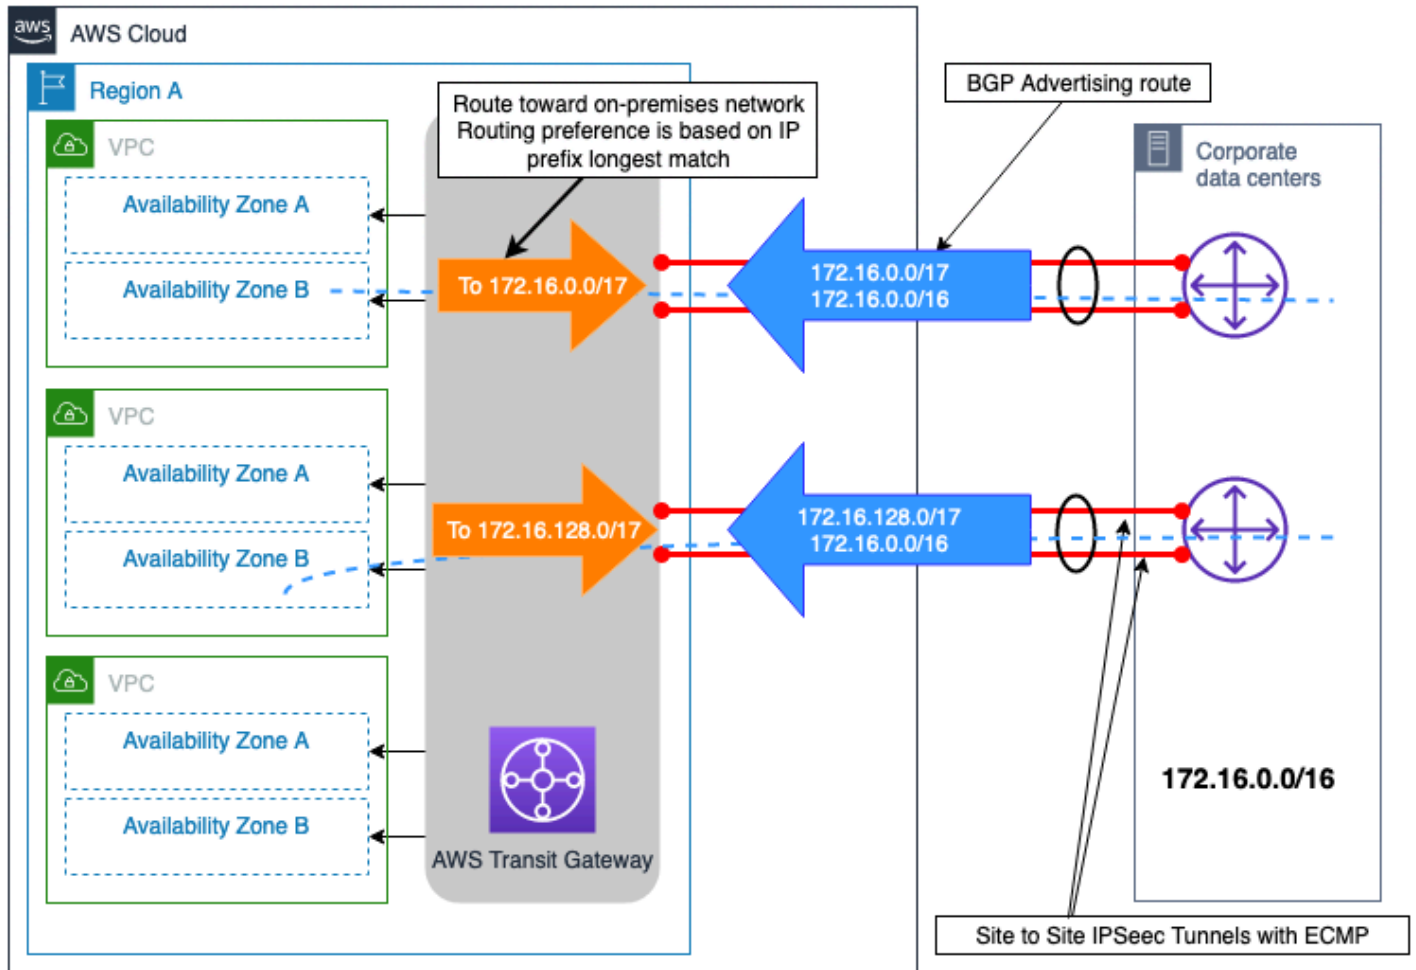 aws
AWS Cloud
Region A
Route toward on-premises network
Routing preference is based on IP
prefix longest match
BGP Advertising route
VPC
Availability Zone A
Availability Zone B
To 172.16.0.0/17
172.16.0.0/17
172.16.0.0/16
Corporate
data centers
VPC
Availability Zone A
Availability Zone B
To 172.16.128.0/17
172.16.128.0/17
172.16.0.0/16
VPC
Availability Zone A
Availability Zone B
AWS Transit Gateway
172.16.0.0/16
Site to Site IPSeec Tunnels with ECMP